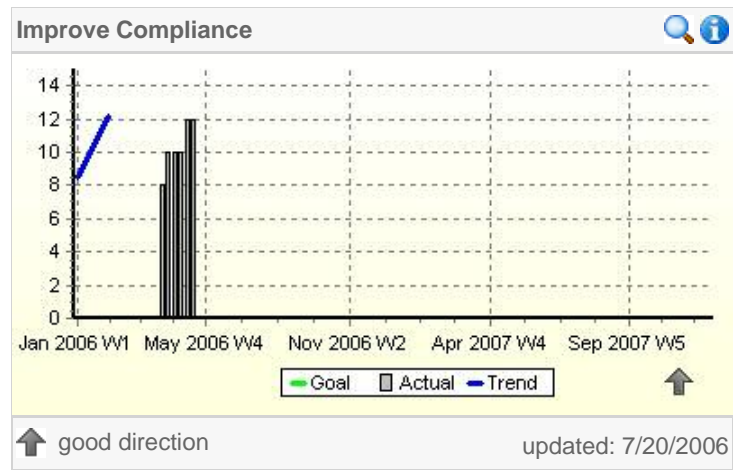 Improve Compliance
14
12
10
8
6
4
2
0
Jan 2006 W1 May 2006 W4 Nov 2006 W2 Apr 2007 W4 Sep 2007 W5
Goal Actual Trend
good direction updated: 7/20/2006